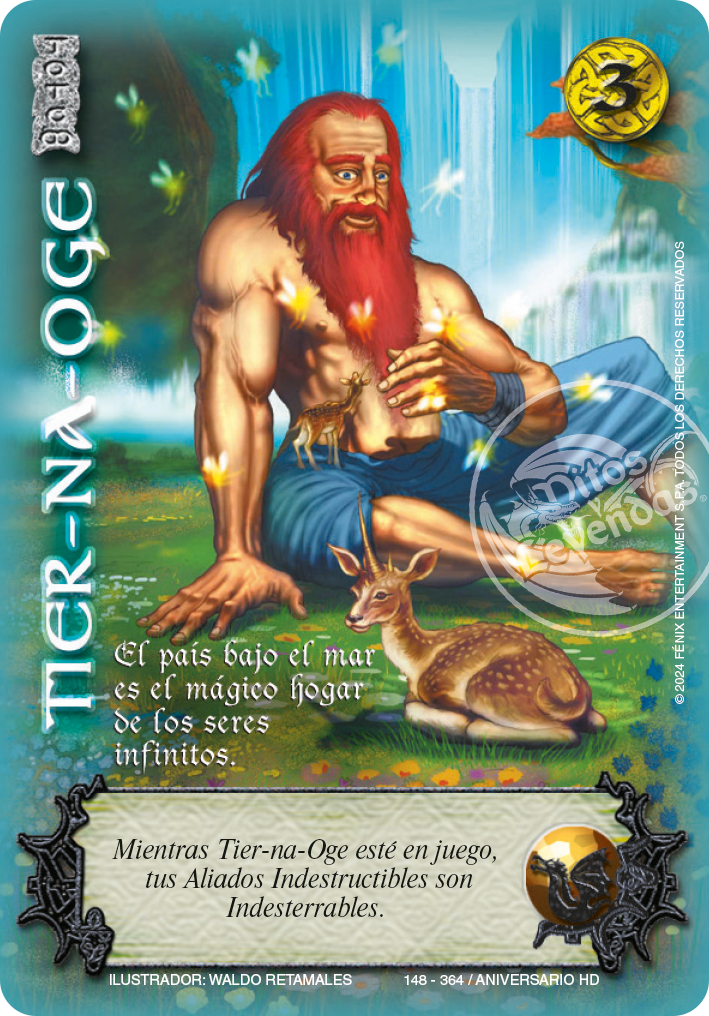 3
TIER-NA-OGE
El país bajo el mar
es el mágico hogar
de los seres
infinitos.
Mientras Tier-na-Oge esté en juego,
tus Aliados Indestructibles son
Indesterrables.
ILUSTRADOR: WALDO RETAMALES
148 - 364 / ANIVERSARIO HD
© 2024 FÉNIX ENTERTAINMENT S.P.A. TODOS LOS DERECHOS RESERVADOS
Mitos
Leyendas
®